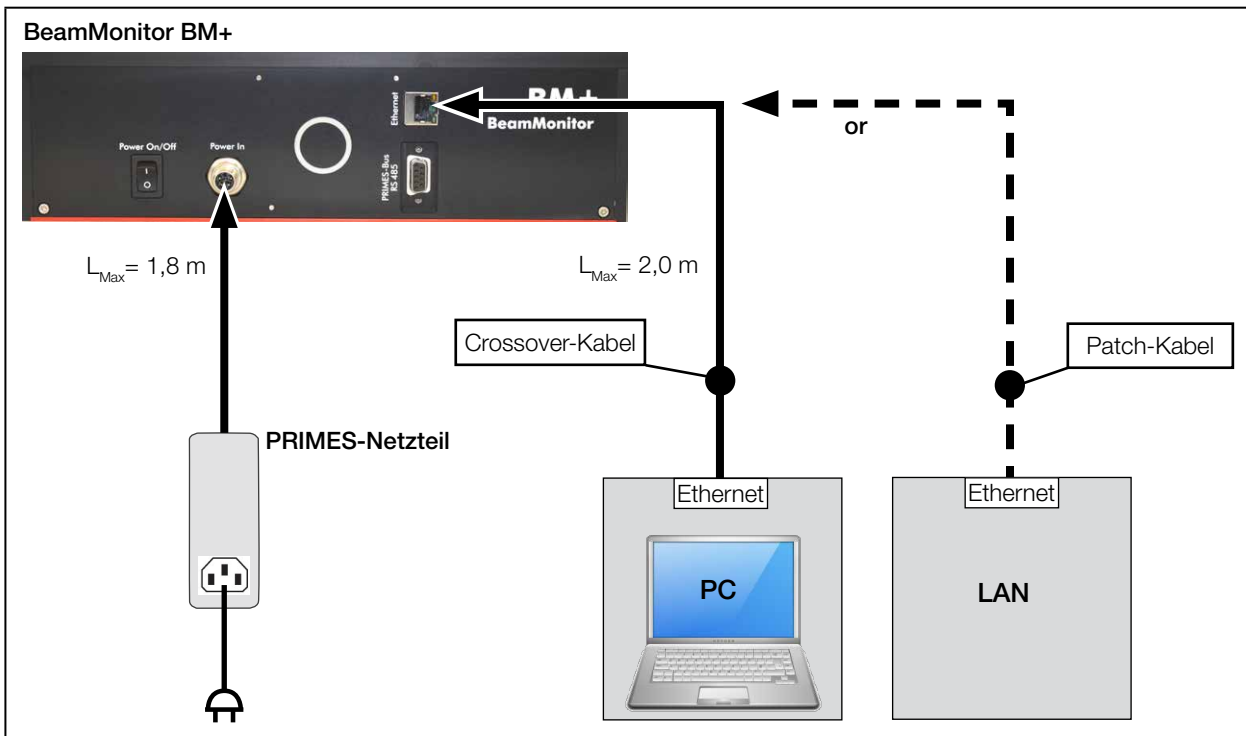 BeamMonitor BM+
BM+
BeamMonitor
Ethernet
Power On/Off
Power In
PRIMES-Bus
RS 485
I
O
or
LMax= 1,8 m
LMax= 2,0 m
Crossover-Kabel
Patch-Kabel
PRIMES-Netzteil
Ethernet
Ethernet
PC
LAN